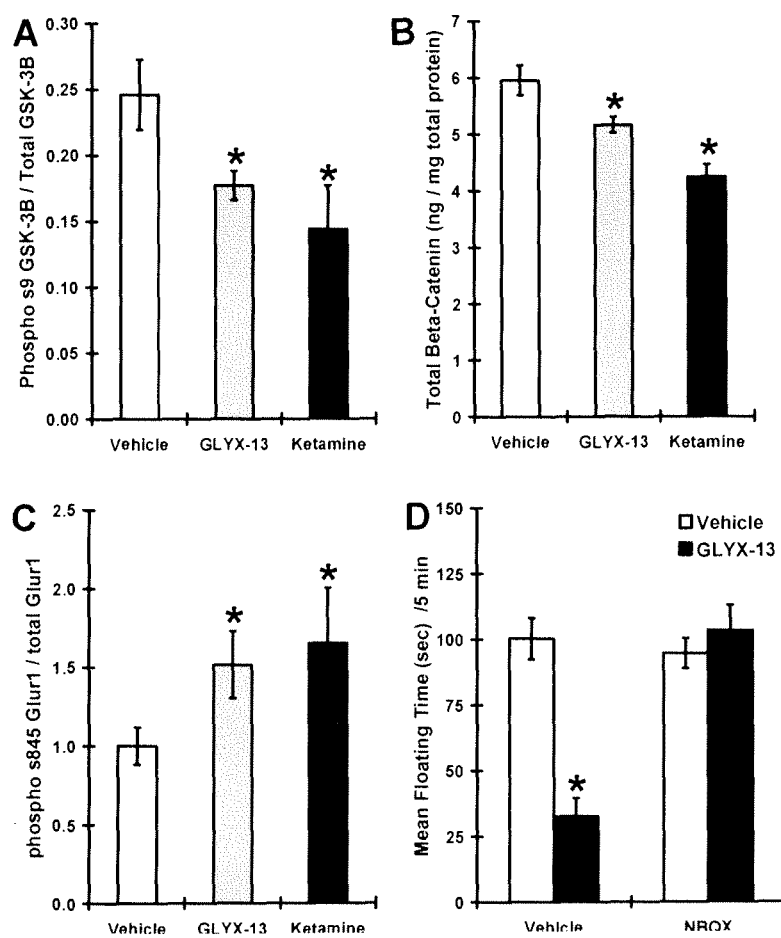 A
Phospho s9 GSK-3B / Total GSK-3B
0.30
0.25
0.20
0.15
0.10
0.05
0.00
* *
Vehicle GLYX-13 Ketamine
B
Total Beta-Catenin (ng / mg total protein)
7
6
5
4
3
2
1
0
* *
Vehicle GLYX-13 Ketamine
C
phospho s845 Glur1 / total Glur1
2.5
2.0
1.5
1.0
0.5
0.0
* *
Vehicle GLYX-13 Ketamine
D
Mean Floating Time (sec) /5 min
150
125
100
75
50
25
0
Vehicle
GLYX-13
*
Vehicle NBQX